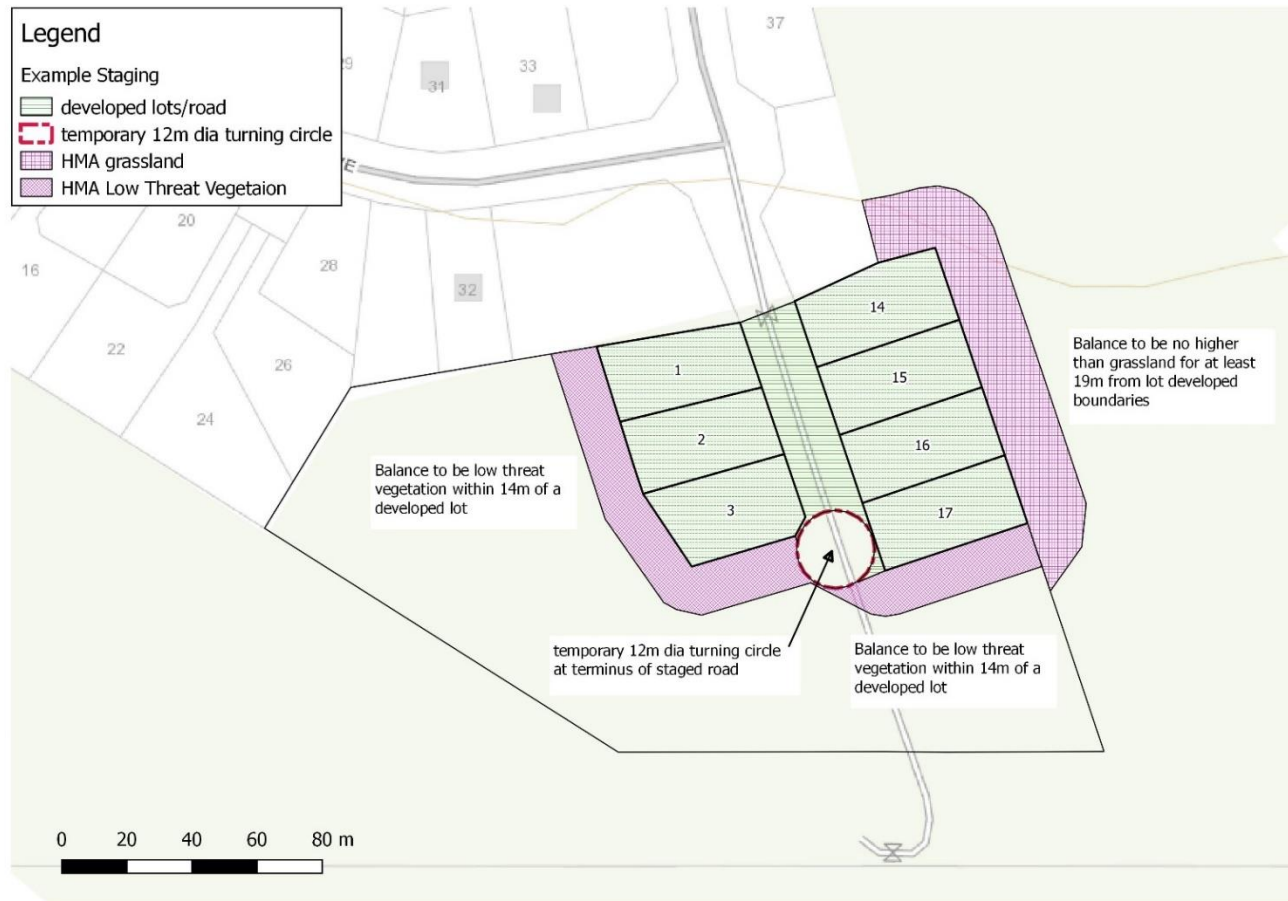 Legend
Example Staging
developed lots/road
temporary 12m dia turning circle
HMA grassland
HMA Low Threat Vegetaion
37
29
31
33
VE
20
16
28
32
22
26
24
14
1
15
2
16
3
17
Balance to be no higher
than grassland for at least
19m from lot developed
boundaries
Balance to be low threat
vegetation within 14m of a
developed lot
temporary 12m dia turning circle
at terminus of staged road
Balance to be low threat
vegetation within 14m of a
developed lot
0 20 40 60 80 m